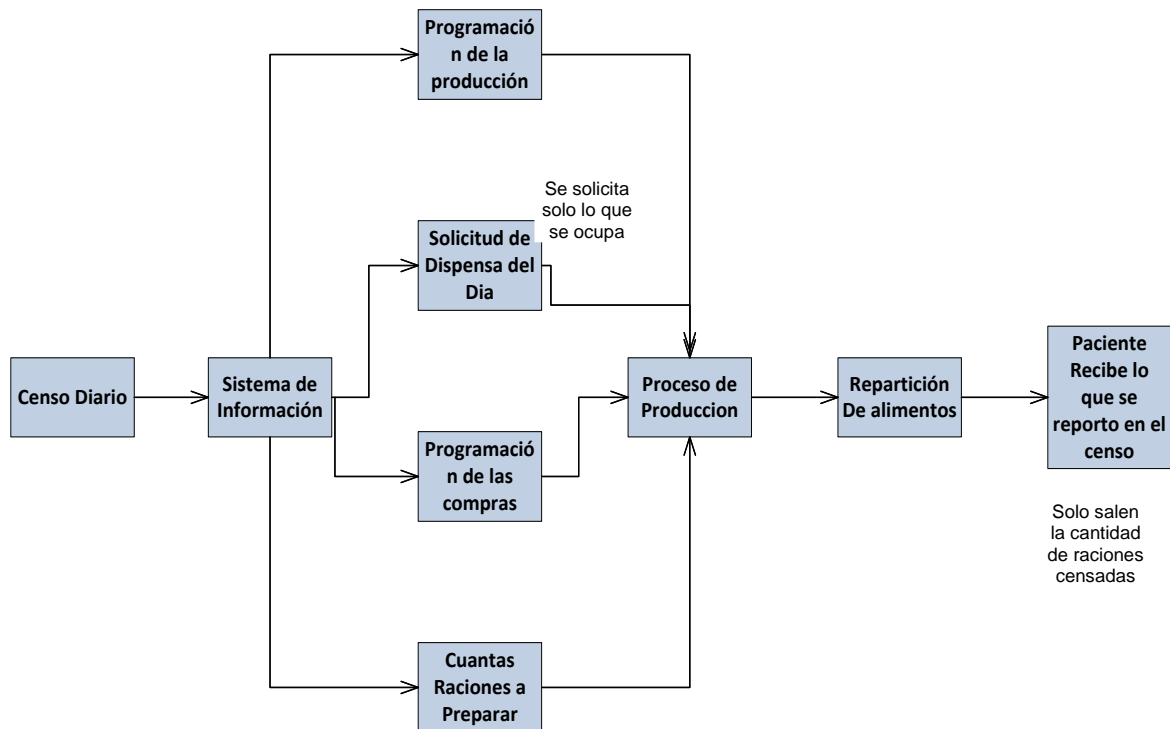 Programació
n de la
producción
Se solicita
solo lo que
se ocupa
Solicitud de
Dispensa del
Dia
Censo Diario
Sistema de
Información
Proceso de
Produccion
Repartición
De alimentos
Paciente
Recibe lo
que se
reporto en el
censo
Programació
n de las
compras
Solo salen
la cantidad
de raciones
censadas
Cuantas
Raciones a
Preparar